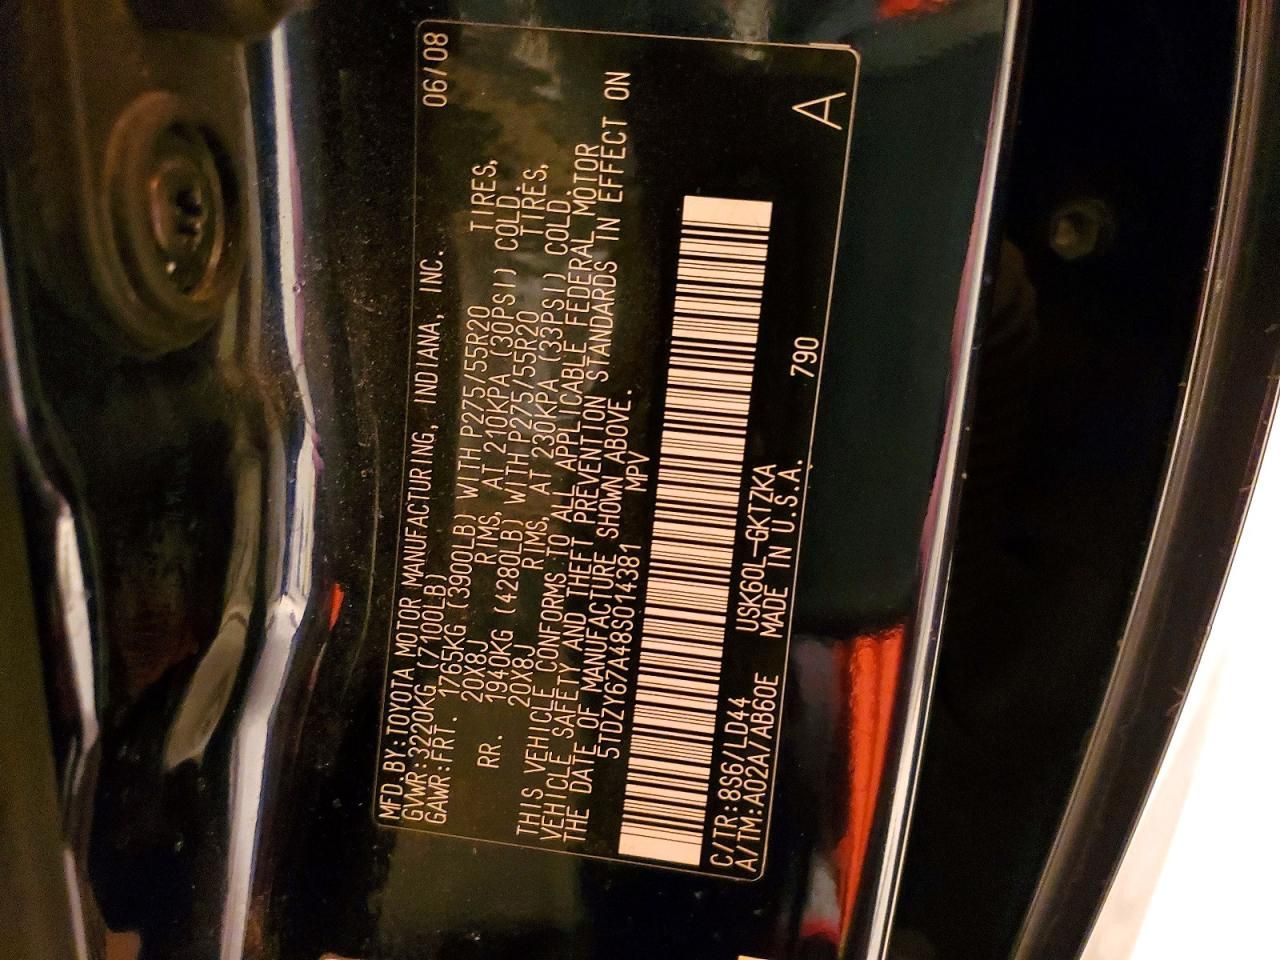 MFD.BY:TOYOTA MOTOR MANUFACTURING, INDIANA, INC. 06/08
GVWR:3220KG (7100LB)
GAWR:FRT. 1765KG (3900LB) WITH P275/55R20 TIRES,
20X8J RIMS, AT 210KPA (30PSI) COLD
RR. 1940KG (4280LB) WITH P275/55R20 TIRES,
20X8J RIMS, AT 230KPA (33PSI) COLD.
THIS VEHICLE CONFORMS TO ALL APPLICABLE FEDERAL MOTOR
VEHICLE SAFETY AND THEFT PREVENTION STANDARDS IN EFFECT ON
THE DATE OF MANUFACTURE SHOWN ABOVE.
5TDZY67A48S014381 MPV
C/TR:8S6/LD44 USK60L-GKTZKA 790 A
A/TM:A02A/AB60E MADE IN U.S.A.